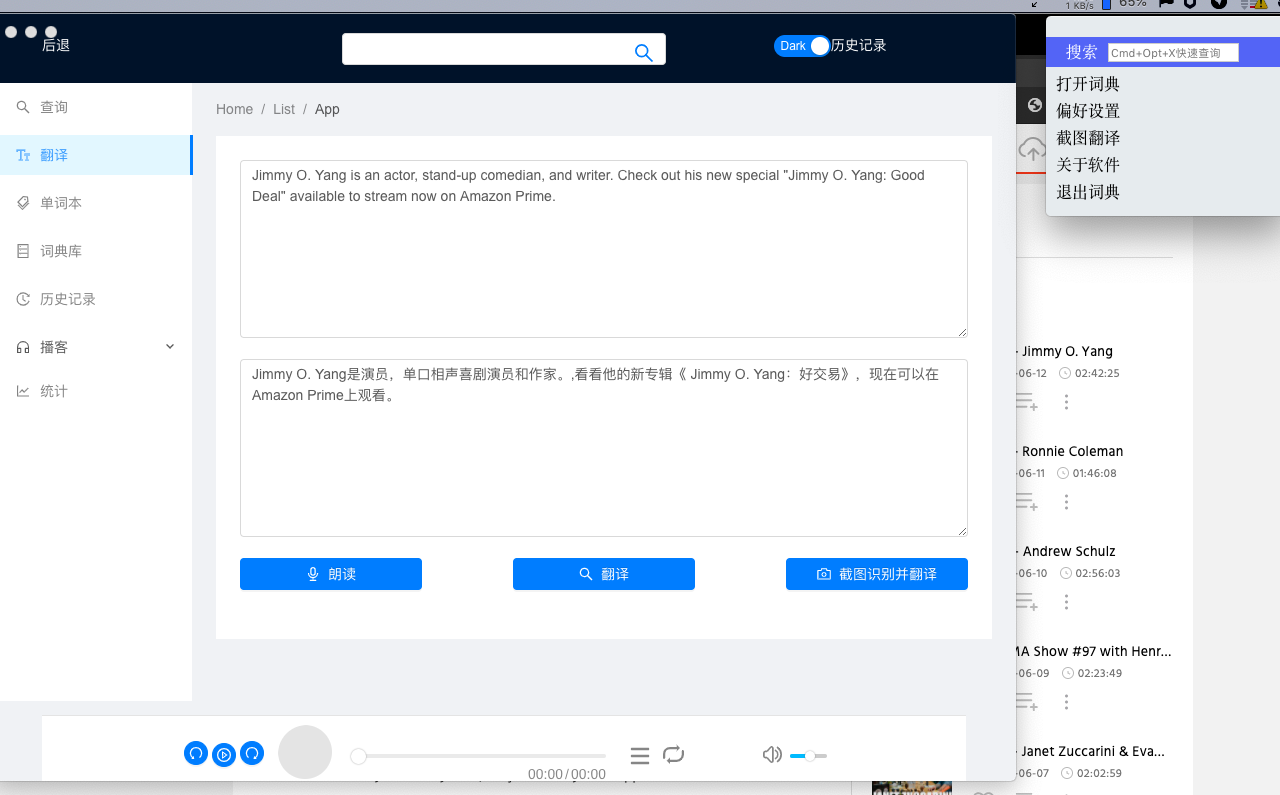 1 KB/s
65%
后退
Dark
历史记录
搜索
Cmd+Opt+X快速查询
打开词典
偏好设置
截图翻译
关于软件
退出词典
查询
翻译
单词本
词典库
历史记录
播客
统计
Home / List / App
Jimmy O. Yang is an actor, stand-up comedian, and writer. Check out his new special "Jimmy O. Yang: Good
Deal" available to stream now on Amazon Prime.
Jimmy O. Yang是演员，单口相声喜剧演员和作家。,看看他的新专辑《 Jimmy O. Yang：好交易》，现在可以在
Amazon Prime上观看。
朗读
翻译
截图识别并翻译
00:00/00:00
- Jimmy O. Yang
-06-12 02:42:25
- Ronnie Coleman
-06-11 01:46:08
- Andrew Schulz
-06-10 02:56:03
MA Show #97 with Henr...
-06-09 02:23:49
- Janet Zuccarini & Eva...
-06-07 02:02:59